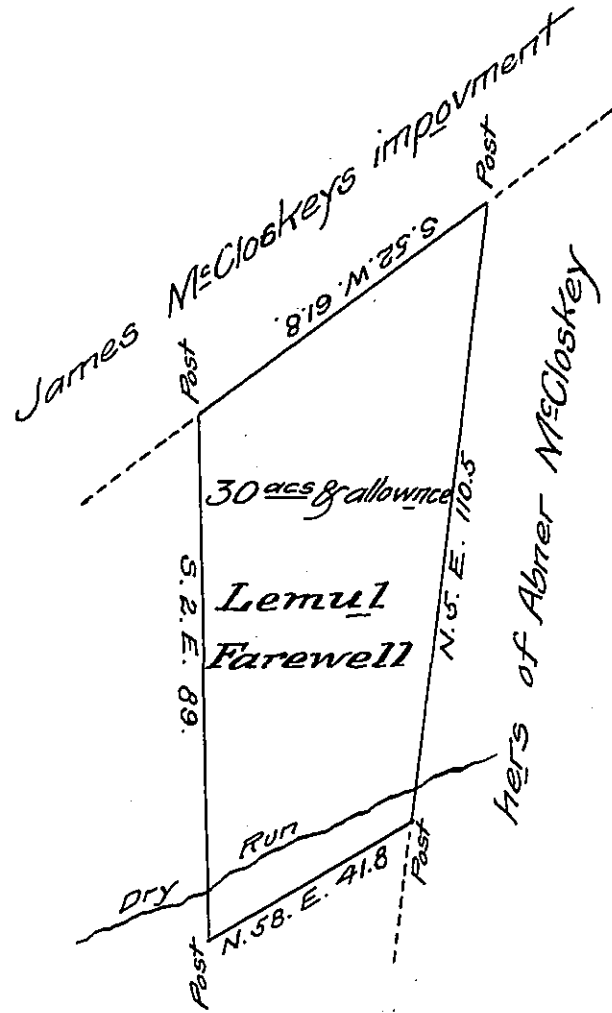 James McCloskeys impovment
Post
Post
S. 52. W. 61.8.
30 acs & allownce
Lemul
Farewell
S. 2. E. 89.
N. 5. E. 110.5
hers of Abner McCloskey
Dry Run
N. 58. E. 41.8
Post
Post